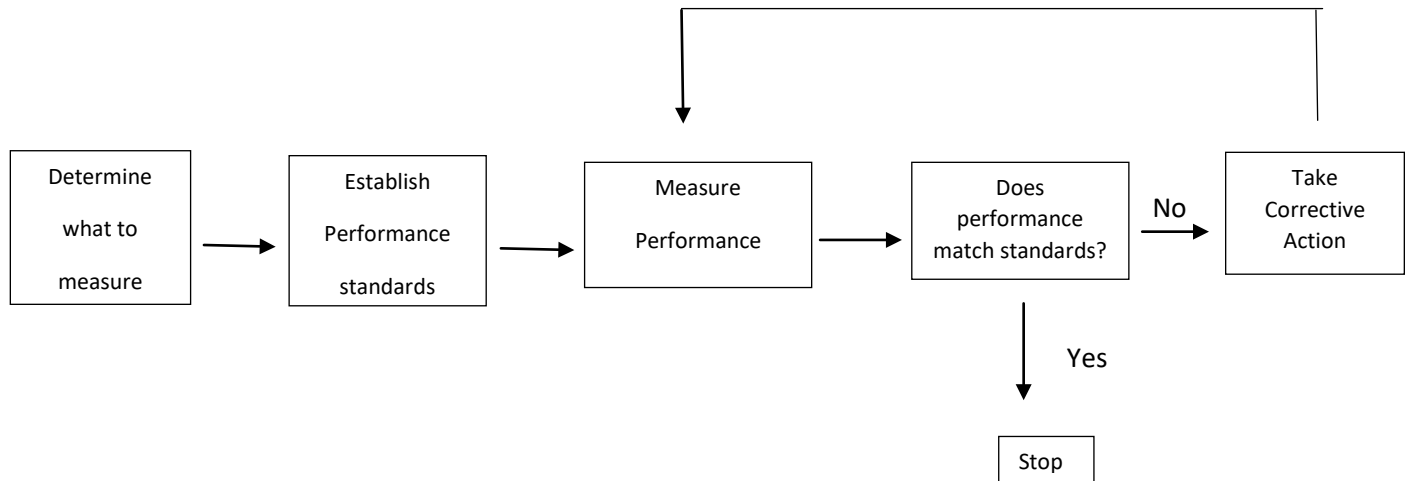 Determine
what to
measure
Establish
Performance
standards
Measure
Performance
Does
performance
match standards?
No
Take
Corrective
Action
Yes
Stop